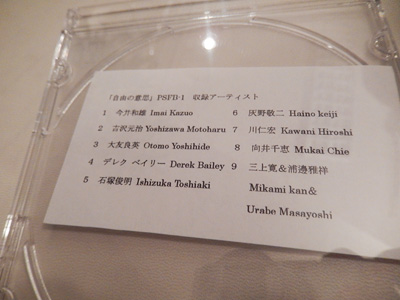 「自由の意思」PSFB-1　収録アーティスト
1　今井和雄 Imai Kazuo
2　吉沢元治 Yoshizawa Motoharu
3　大友良英 Otomo Yoshihide
4　デレク ベイリー Derek Bailey
5　石塚俊明 Ishizuka Toshiaki
6　灰野敬二 Haino keiji
7　川仁宏 Kawani Hiroshi
8　向井千恵 Mukai Chie
9　三上寛＆浦邊雅祥
Mikami kan＆
Urabe Masayoshi